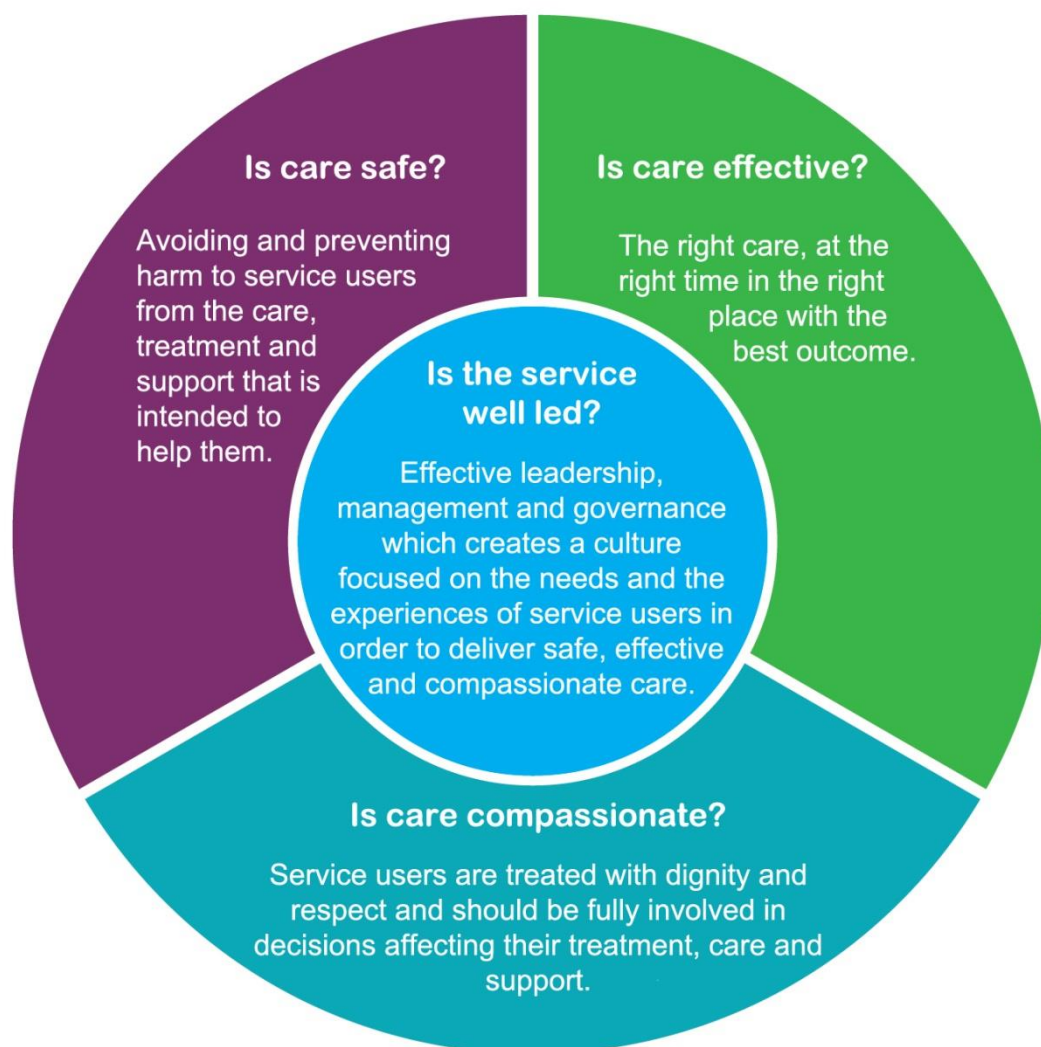 Is care safe?
Avoiding and preventing
harm to service users
from the care,
treatment and
support that is
intended to
help them.
Is care effective?
The right care, at the
right time in the right
place with the
best outcome.
Is the service
well led?
Effective leadership,
management and governance
which creates a culture
focused on the needs and the
experiences of service users in
order to deliver safe, effective
and compassionate care.
Is care compassionate?
Service users are treated with dignity and
respect and should be fully involved in
decisions affecting their treatment, care and
support.